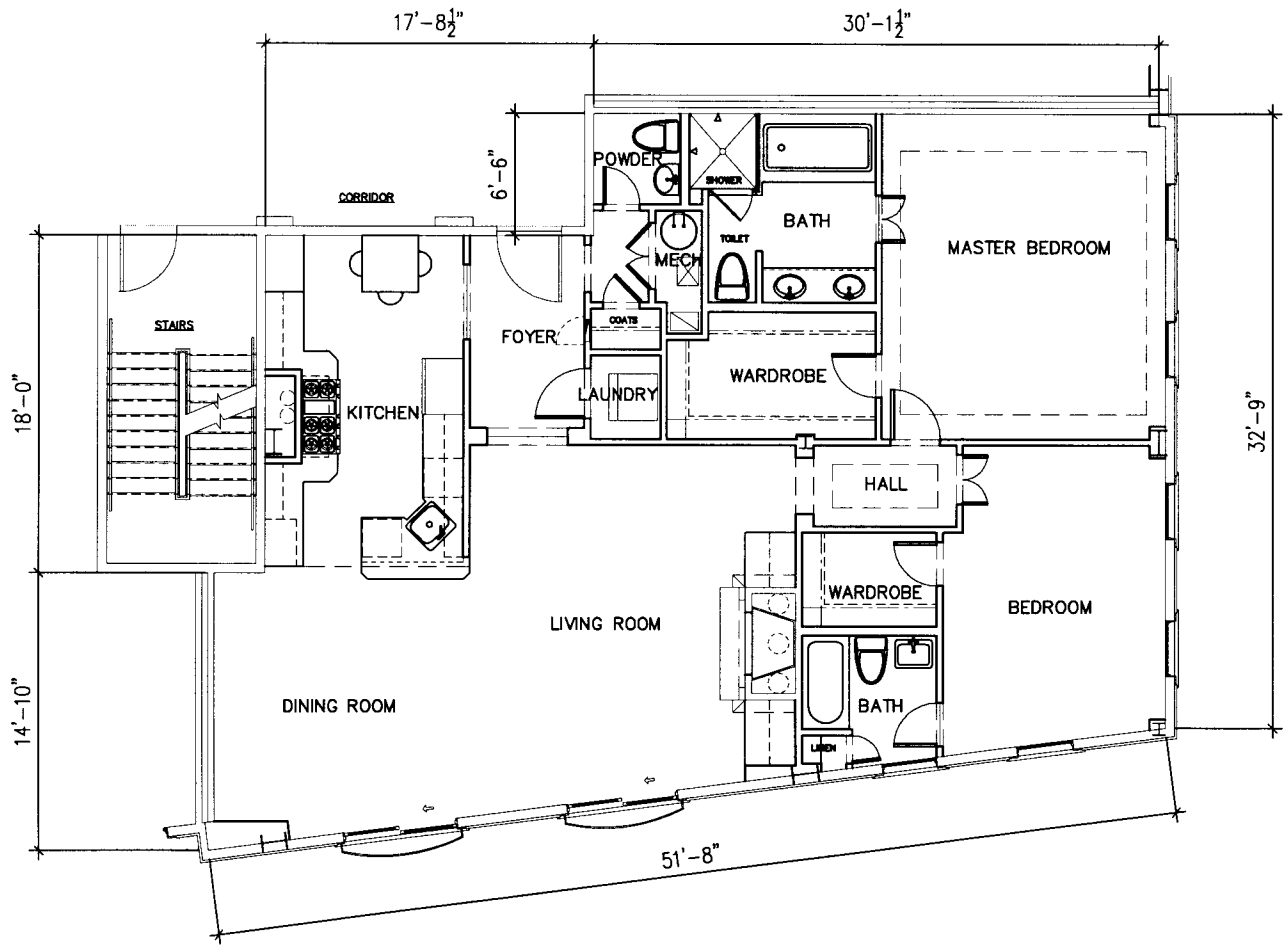 17'-8½"
30'-1½"
6'-6"
POWDER
SHOWER
CORRIDOR
BATH
TOILET
MASTER BEDROOM
MECH
STAIRS
COATS
FOYER
WARDROBE
LAUNDRY
KITCHEN
18'-0"
32'-9"
HALL
WARDROBE
BEDROOM
LIVING ROOM
DINING ROOM
BATH
LINEN
14'-10"
51'-8"